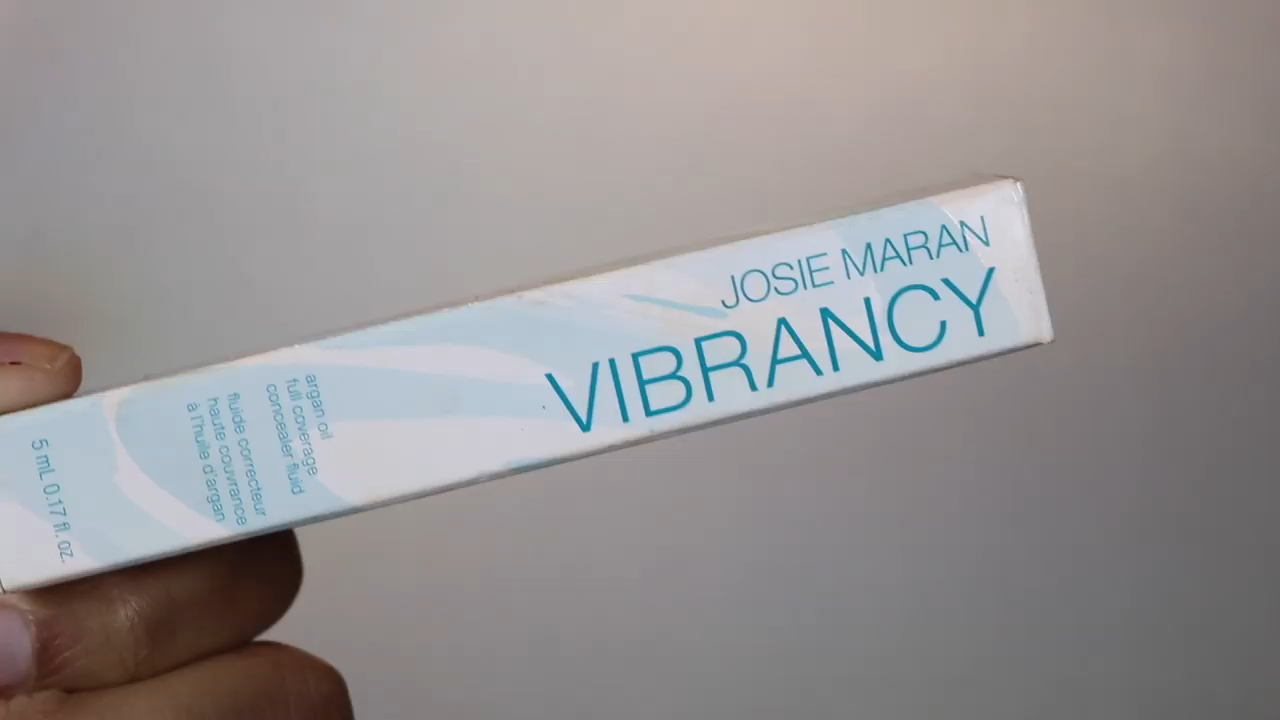 JOSIE MARAN
VIBRANCY
argan oil
full coverage
concealer fluid
fluide correcteur
haute couvrance
à l'huile d'argan
5 mL 0.17 fl. oz.